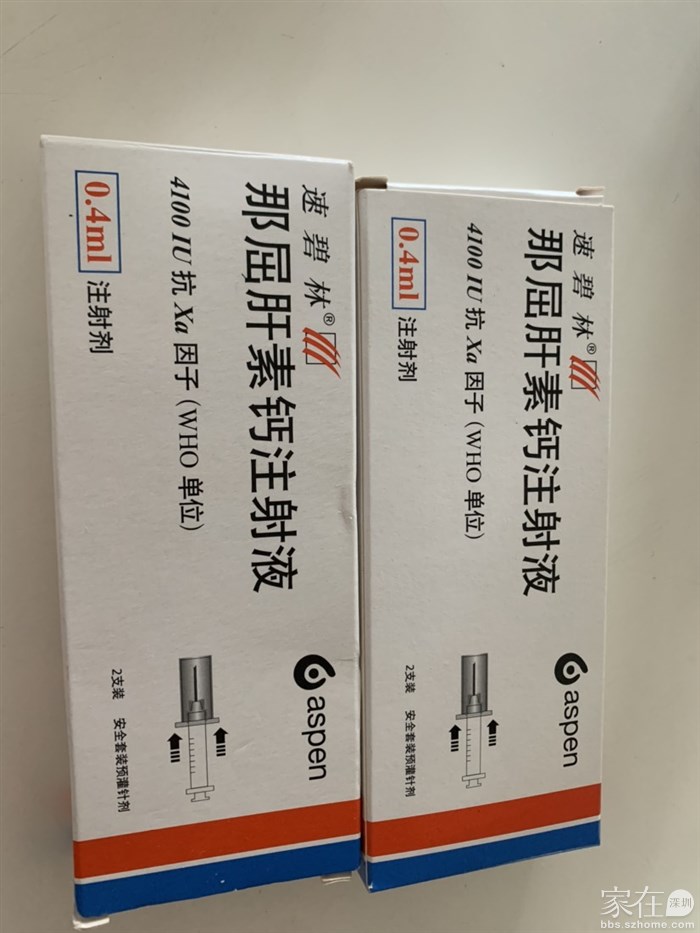 速碧林®
那屈肝素钙注射液
4100 IU 抗 Xa 因子 (WHO 单位)
0.4ml 注射剂
aspen
2支装 安全套装预灌针剂
速碧林®
那屈肝素钙注射液
4100 IU 抗 Xa 因子 (WHO 单位)
0.4ml 注射剂
aspen
2支装 安全套装预灌针剂
家在深圳
bbs.szhome.com